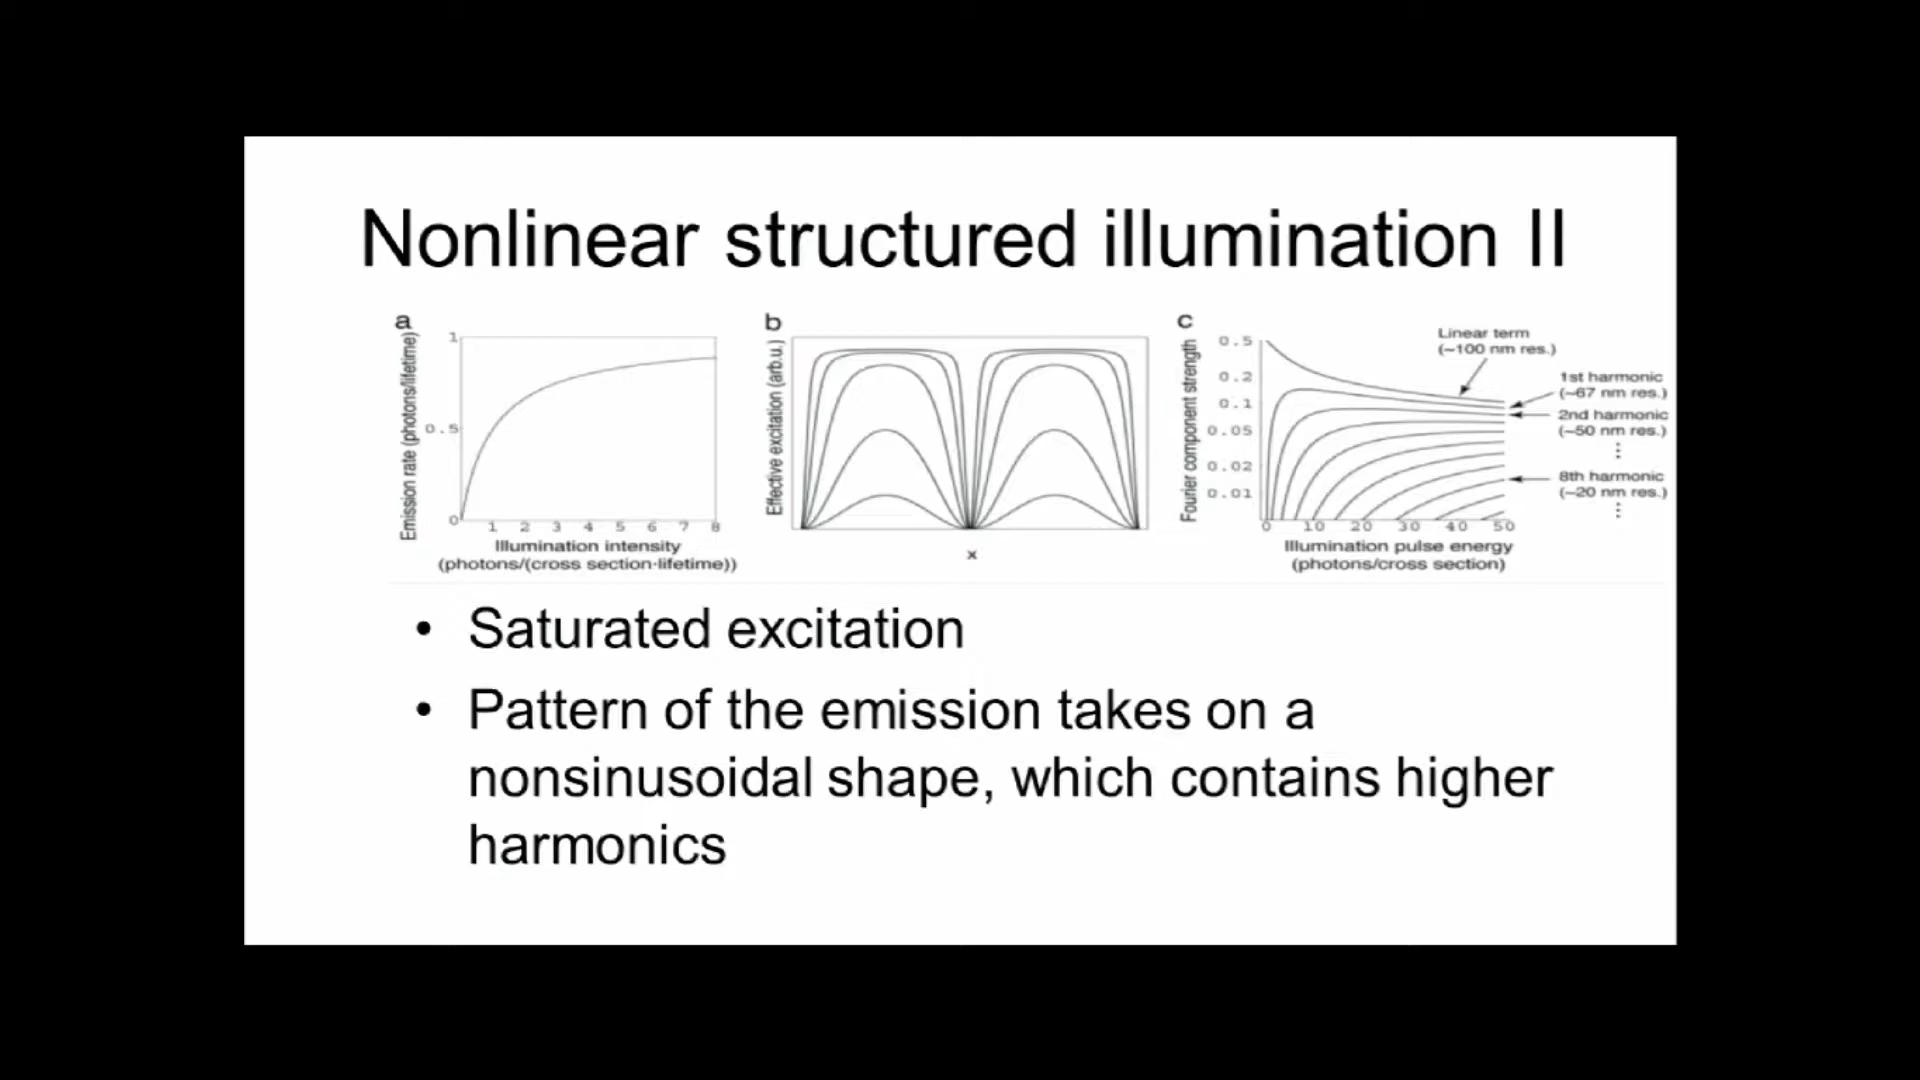 Nonlinear structured illumination II
a
Emission rate (photons/lifetime)
1
0.5
0
1 2 3 4 5 6 7 8
Illumination intensity
(photons/(cross section·lifetime))
b
Effective excitation (arb.u.)
x
c
Fourier component strength
0.5
0.2
0.1
0.05
0.02
0.01
0 10 20 30 40 50
Illumination pulse energy
(photons/cross section)
Linear term
(~100 nm res.)
1st harmonic
(~67 nm res.)
2nd harmonic
(~50 nm res.)
⋮
8th harmonic
(~20 nm res.)
⋮
• Saturated excitation
• Pattern of the emission takes on a
nonsinusoidal shape, which contains higher
harmonics